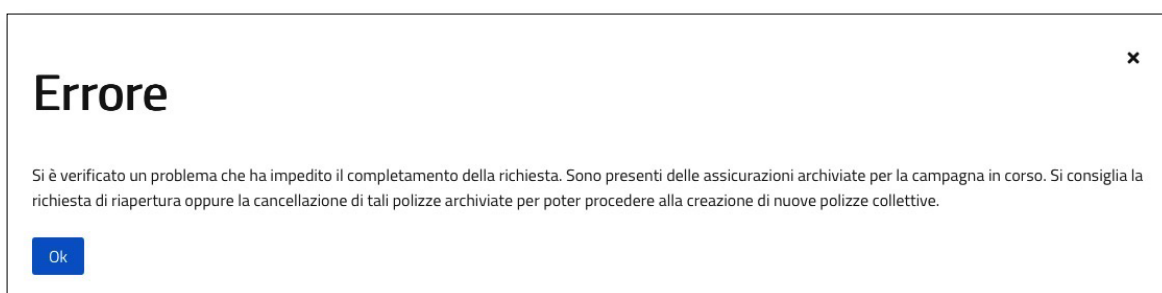 ×
Errore
Si è verificato un problema che ha impedito il completamento della richiesta. Sono presenti delle assicurazioni archiviate per la campagna in corso. Si consiglia la
richiesta di riapertura oppure la cancellazione di tali polizze archiviate per poter procedere alla creazione di nuove polizze collettive.
Ok